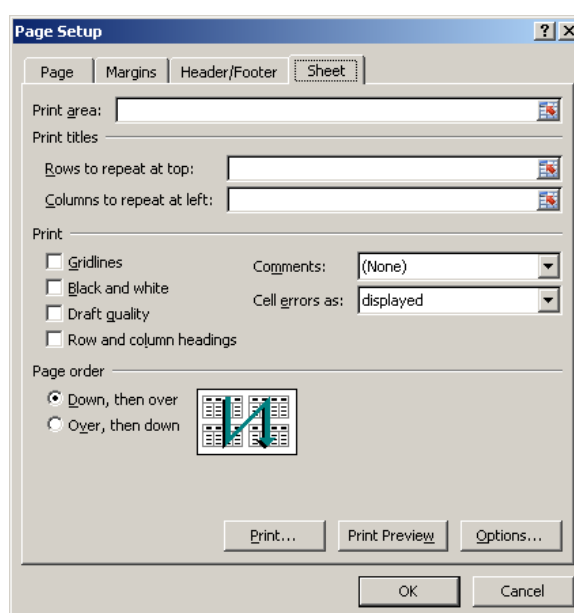 Page Setup
Page Margins Header/Footer Sheet
Print area:
Print titles
Rows to repeat at top:
Columns to repeat at left:
Print
Gridlines
Comments: (None)
Black and white
Cell errors as: displayed
Draft quality
Row and column headings
Page order
Down, then over
Over, then down
Print... Print Preview Options...
OK Cancel